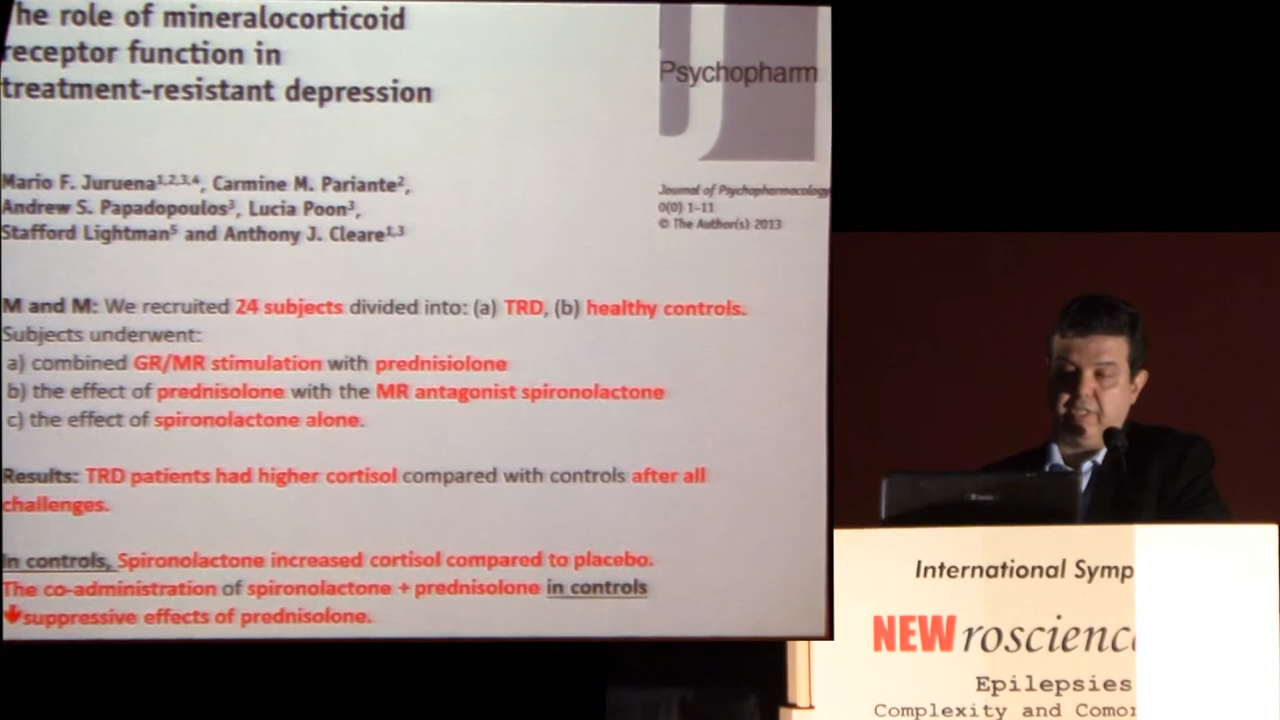 The role of mineralocorticoid
receptor function in
treatment-resistant depression
Psychopharm
Mario F. Juruena1,2,3,4, Carmine M. Pariante2,
Andrew S. Papadopoulos3, Lucia Poon3,
Stafford Lightman5 and Anthony J. Cleare1,3
Journal of Psychopharmacology
0(0) 1–11
© The Author(s) 2013
M and M: We recruited 24 subjects divided into: (a) TRD, (b) healthy controls.
Subjects underwent:
a) combined GR/MR stimulation with prednisiolone
b) the effect of prednisolone with the MR antagonist spironolactone
c) the effect of spironolactone alone.
Results: TRD patients had higher cortisol compared with controls after all
challenges.
In controls, Spironolactone increased cortisol compared to placebo.
The co-administration of spironolactone + prednisolone in controls
suppressive effects of prednisolone.
International Symp
NEWroscienc
Epilepsies
Complexity and Comor